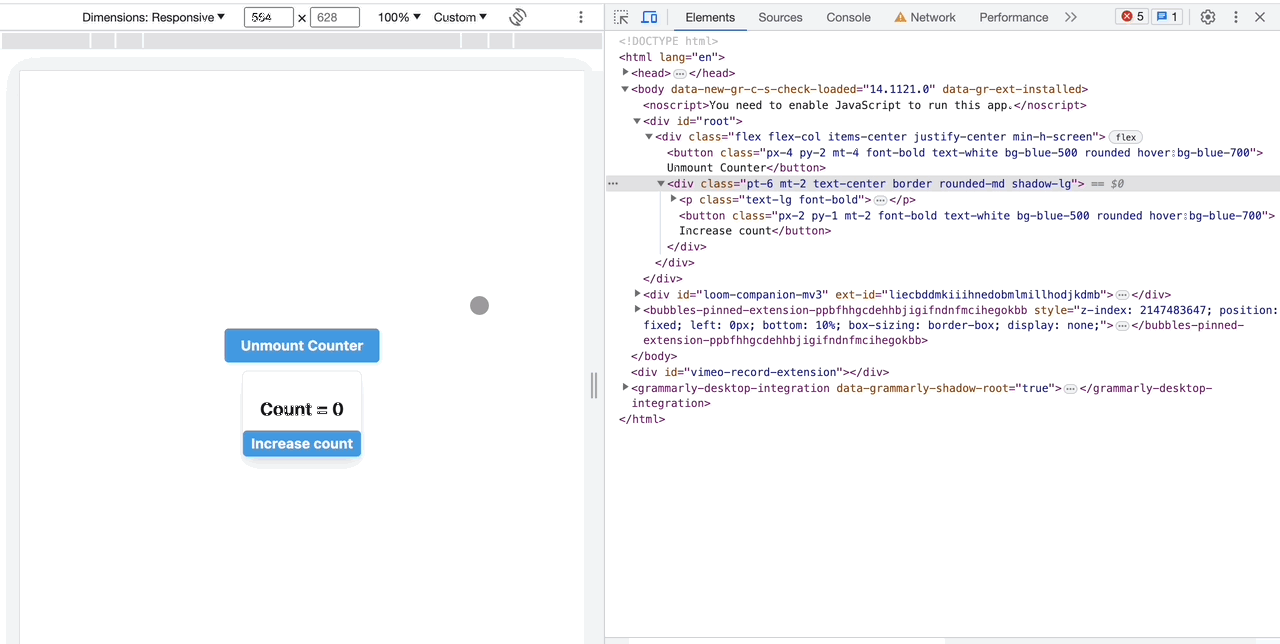 Dimensions: Responsive ▼ 564 x 628 100% ▼ Custom ▼
Unmount Counter
Count = 0
Increase count
Elements Sources Console Network Performance 5 1
<!DOCTYPE html>
<html lang="en">
<head> … </head>
<body data-new-gr-c-s-check-loaded="14.1121.0" data-gr-ext-installed>
<noscript>You need to enable JavaScript to run this app.</noscript>
<div id="root">
<div class="flex flex-col items-center justify-center min-h-screen"> flex
<button class="px-4 py-2 mt-4 font-bold text-white bg-blue-500 rounded hover:bg-blue-700">
Unmount Counter</button>
<div class="pt-6 mt-2 text-center border rounded-md shadow-lg"> == $0
<p class="text-lg font-bold"> … </p>
<button class="px-2 py-1 mt-2 font-bold text-white bg-blue-500 rounded hover:bg-blue-700">
Increase count</button>
</div>
</div>
</div>
<div id="loom-companion-mv3" ext-id="liecbddmkiiihnedobmlmillhodjkdmb"> … </div>
<bubbles-pinned-extension-ppbfhhgcdehhbjigifndnfmcihegokbb style="z-index: 2147483647; position:
fixed; left: 0px; bottom: 10%; box-sizing: border-box; display: none;"> … </bubbles-pinned-
extension-ppbfhhgcdehhbjigifndnfmcihegokbb>
</body>
<div id="vimeo-record-extension"></div>
<grammarly-desktop-integration data-grammarly-shadow-root="true"> … </grammarly-desktop-
integration>
</html>